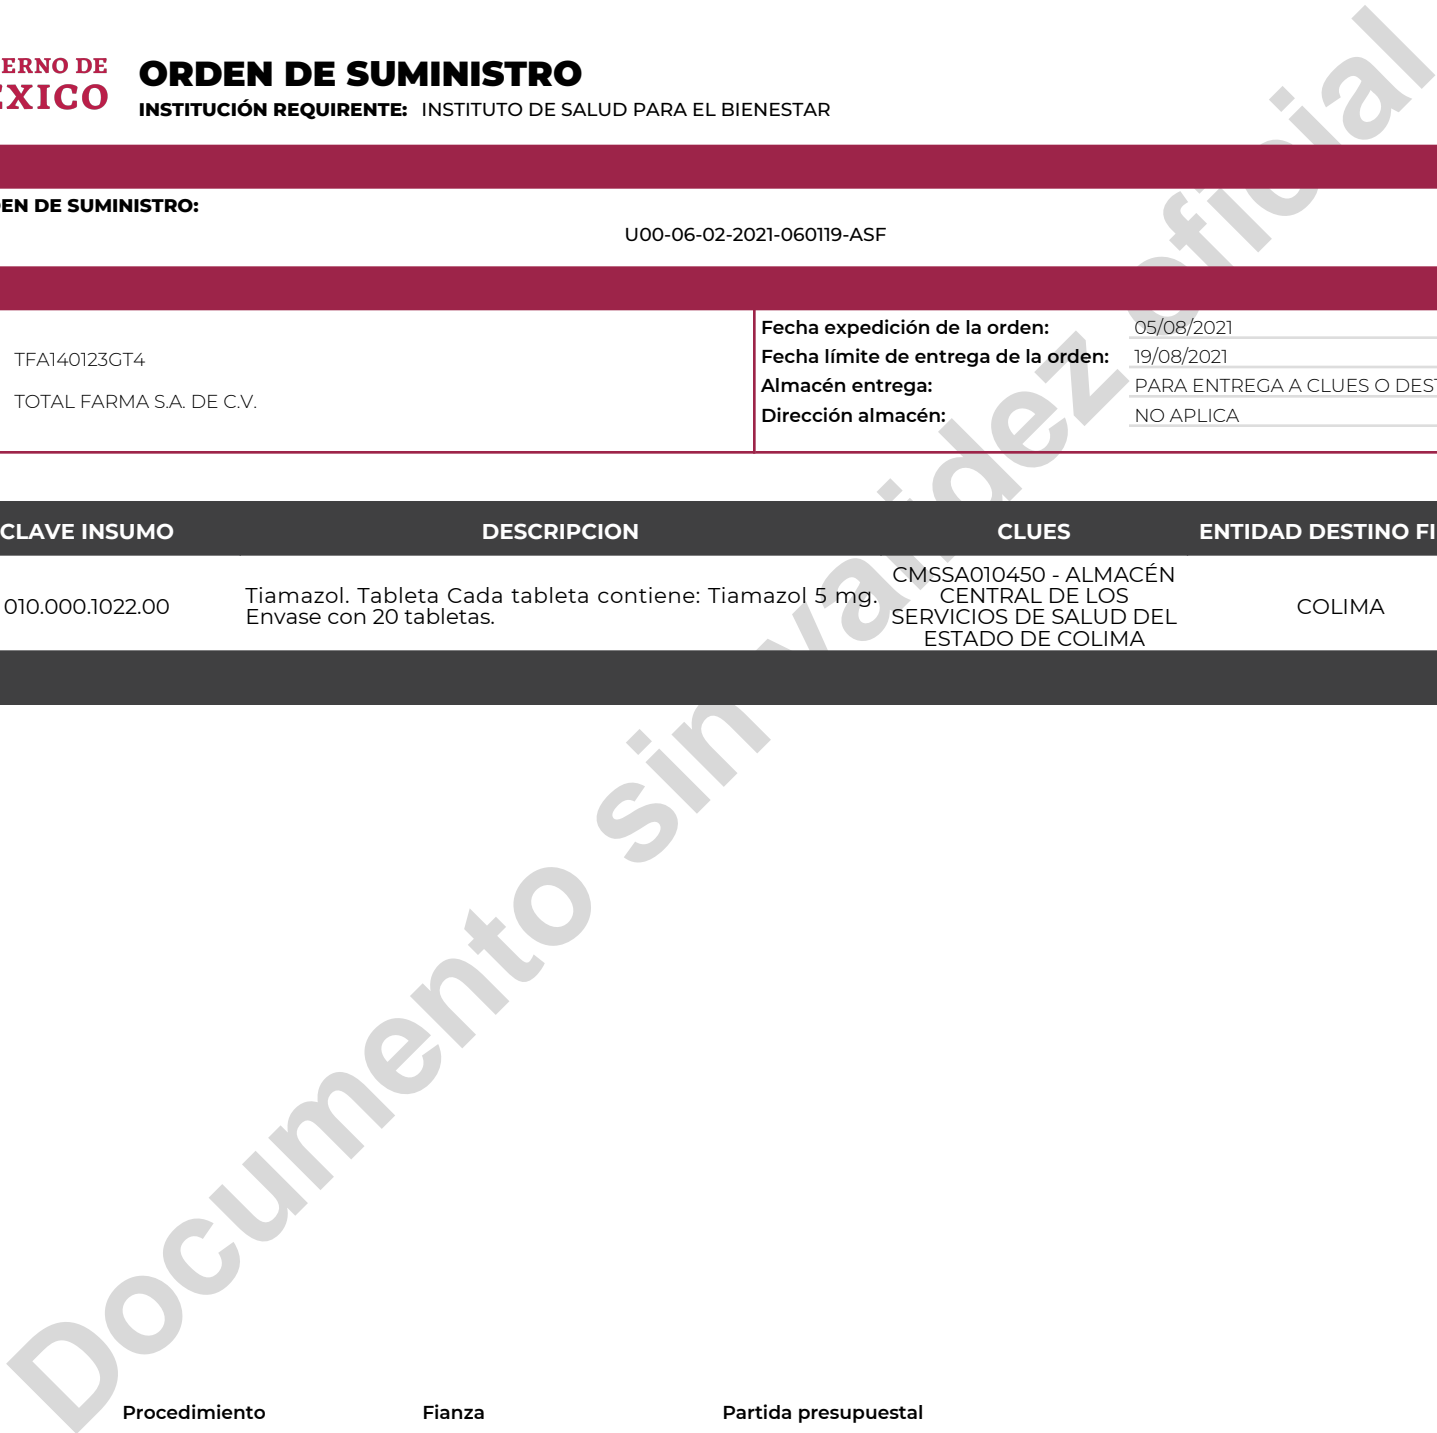 ERNO DE
ÉXICO
ORDEN DE SUMINISTRO
INSTITUCIÓN REQUIRENTE: INSTITUTO DE SALUD PARA EL BIENESTAR
EN DE SUMINISTRO:
U00-06-02-2021-060119-ASF
TFA140123GT4
TOTAL FARMA S.A. DE C.V.
Fecha expedición de la orden: 05/08/2021
Fecha límite de entrega de la orden: 19/08/2021
Almacén entrega: PARA ENTREGA A CLUES O DEST
Dirección almacén: NO APLICA
CLAVE INSUMO DESCRIPCION CLUES ENTIDAD DESTINO FI
010.000.1022.00
Tiamazol. Tableta Cada tableta contiene: Tiamazol 5 mg.
Envase con 20 tabletas.
CMSSA010450 - ALMACÉN
CENTRAL DE LOS
SERVICIOS DE SALUD DEL
ESTADO DE COLIMA
COLIMA
Documento sin validez oficial
Procedimiento Fianza Partida presupuestal